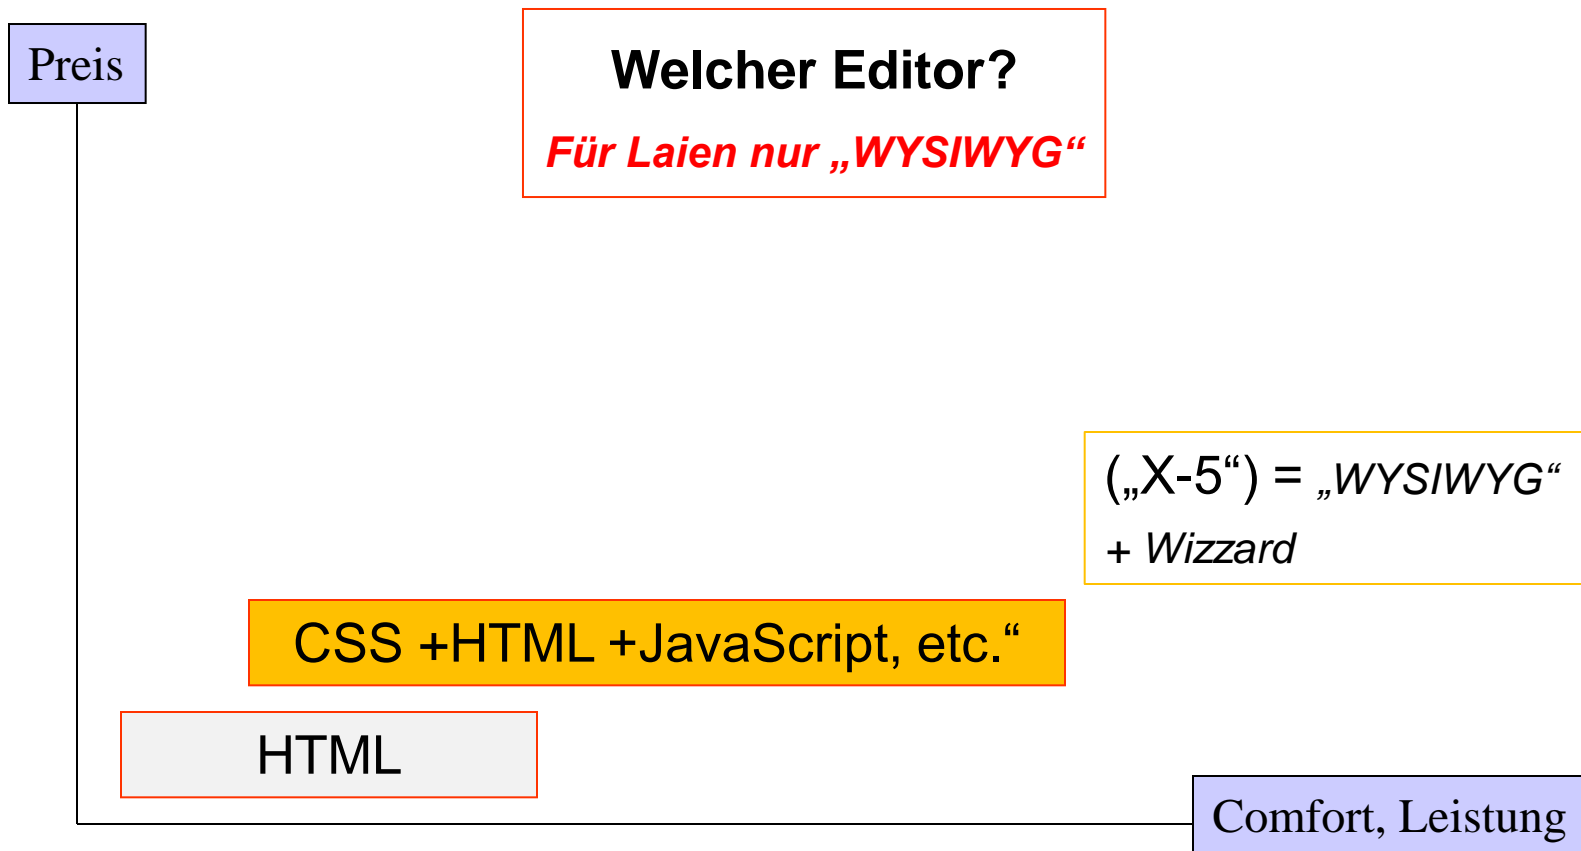 Preis
Welcher Editor?
Für Laien nur „WYSIWYG“
(„X-5“) = „WYSIWYG“
+ Wizzard
CSS +HTML +JavaScript, etc.“
HTML
Comfort, Leistung